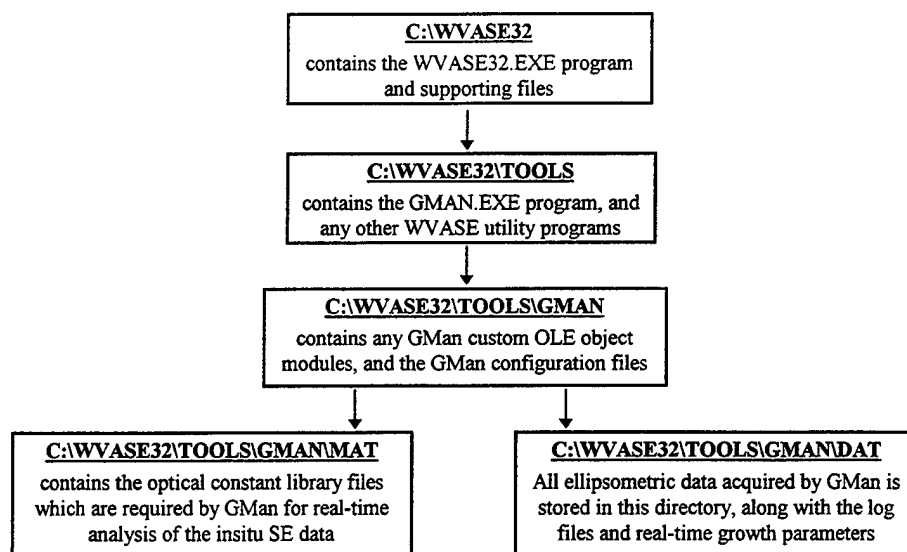 C:\WVASE32
contains the WVASE32.EXE program
and supporting files
C:\WVASE32\TOOLS
contains the GMAN.EXE program, and
any other WVASE utility programs
C:\WVASE32\TOOLS\GMAN
contains any GMan custom OLE object
modules, and the GMan configuration files
C:\WVASE32\TOOLS\GMAN\MAT
contains the optical constant library files
which are required by GMan for real-time
analysis of the insitu SE data
C:\WVASE32\TOOLS\GMAN\DAT
All ellipsometric data acquired by GMan is
stored in this directory, along with the log
files and real-time growth parameters